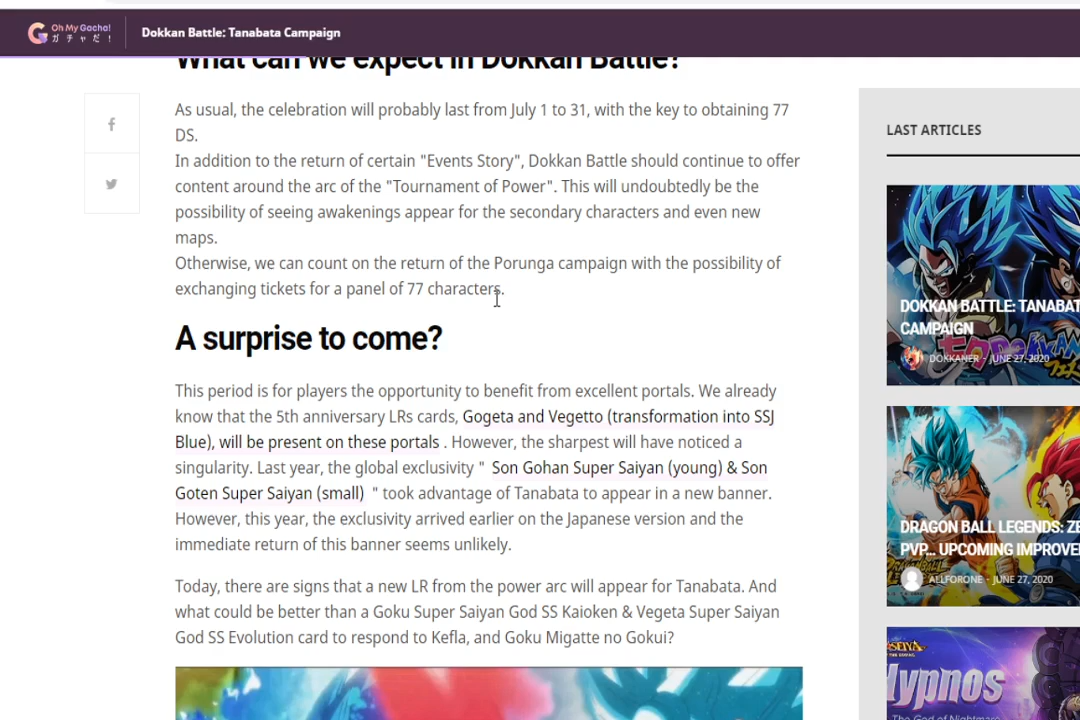 Oh My Gacha!
ガチャだ!
Dokkan Battle: Tanabata Campaign
What can we expect in Dokkan Battle?
As usual, the celebration will probably last from July 1 to 31, with the key to obtaining 77
DS.
In addition to the return of certain "Events Story", Dokkan Battle should continue to offer
content around the arc of the "Tournament of Power". This will undoubtedly be the
possibility of seeing awakenings appear for the secondary characters and even new
maps.
Otherwise, we can count on the return of the Porunga campaign with the possibility of
exchanging tickets for a panel of 77 characters.
A surprise to come?
This period is for players the opportunity to benefit from excellent portals. We already
know that the 5th anniversary LRs cards, Gogeta and Vegetto (transformation into SSJ
Blue), will be present on these portals . However, the sharpest will have noticed a
singularity. Last year, the global exclusivity " Son Gohan Super Saiyan (young) & Son
Goten Super Saiyan (small) " took advantage of Tanabata to appear in a new banner.
However, this year, the exclusivity arrived earlier on the Japanese version and the
immediate return of this banner seems unlikely.
Today, there are signs that a new LR from the power arc will appear for Tanabata. And
what could be better than a Goku Super Saiyan God SS Kaioken & Vegeta Super Saiyan
God SS Evolution card to respond to Kefla, and Goku Migatte no Gokui?
LAST ARTICLES
DOKKAN BATTLE: TANABAT
CAMPAIGN
DOKKANER - JUNE 27, 2020
DRAGON BALL LEGENDS: ZE
PVP... UPCOMING IMPROVE
ALLFORONE - JUNE 27, 2020
Hypnos
The God of Nightmare